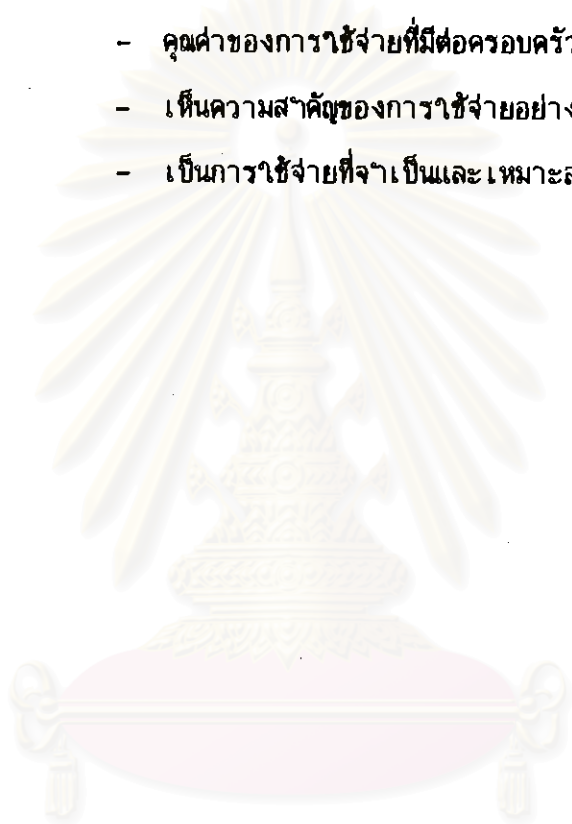 - คุณค่าของการใช้จ่ายที่มีต่อครอบครัว
- เห็นความสำคัญของการใช้จ่ายอย่าง
- เป็นการใช้จ่ายที่จำเป็นและเหมาะส